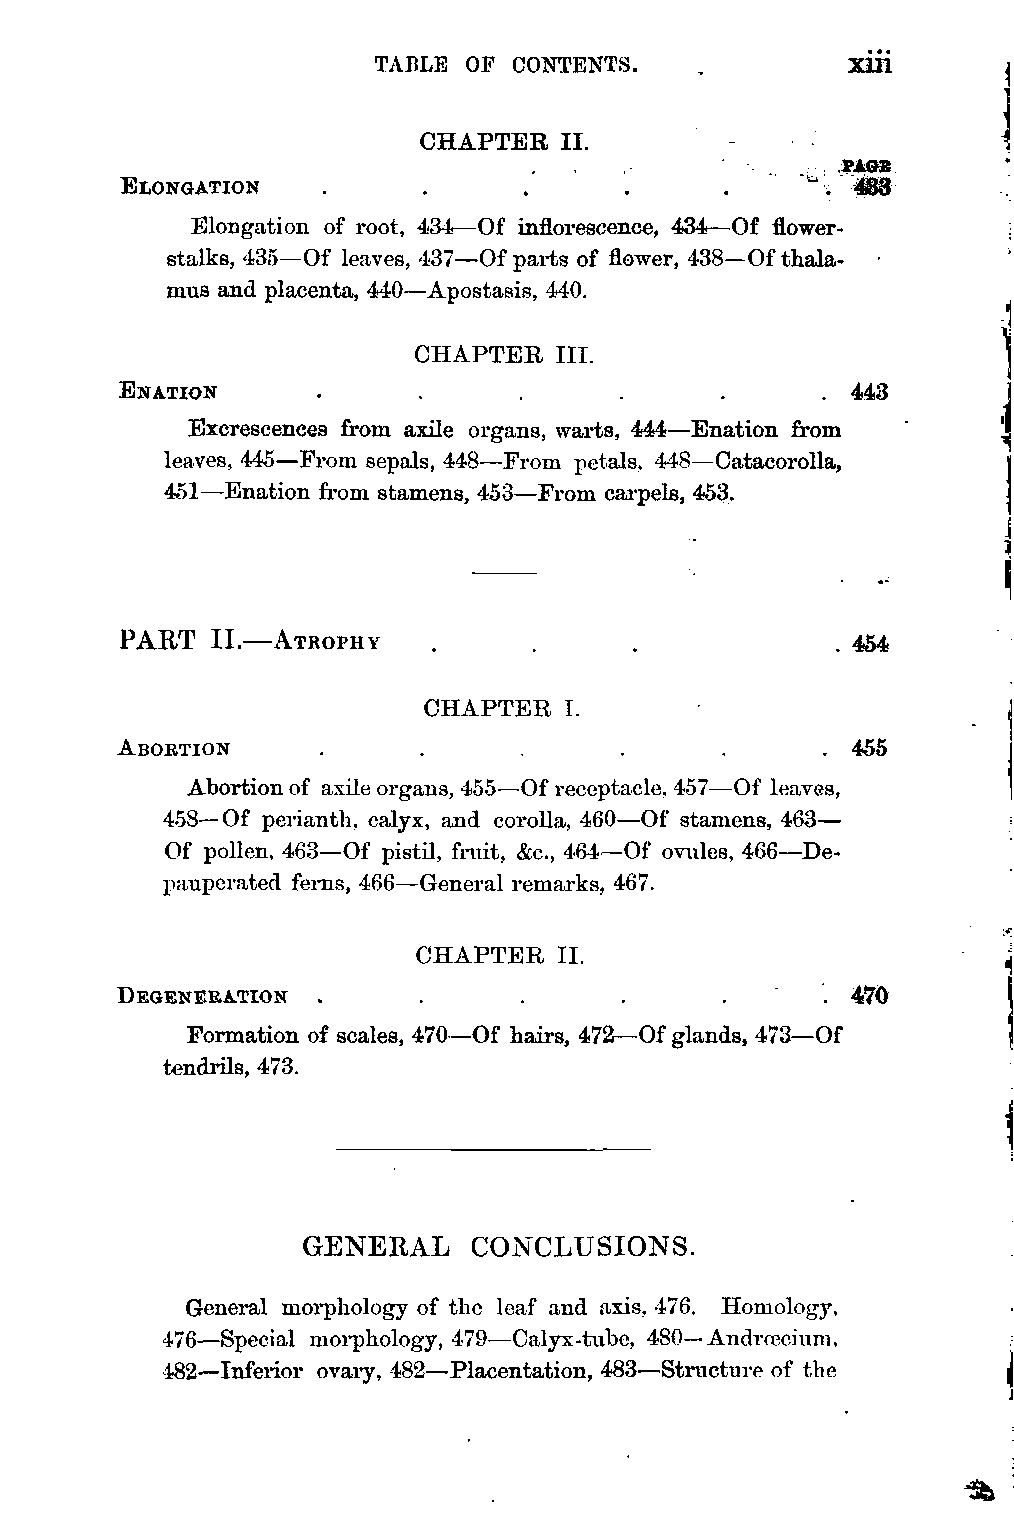 TABLE OF CONTENTS. xiii
CHAPTER II.
PAGE
ELONGATION . . . . . . 433
Elongation of root, 434—Of inflorescence, 434—Of flower-
stalks, 435—Of leaves, 437—Of parts of flower, 438—Of thala-
mus and placenta, 440—Apostasis, 440.
CHAPTER III.
ENATION . . . . . . 443
Excrescences from axile organs, warts, 444—Enation from
leaves, 445—From sepals, 448—From petals, 448—Catacorolla,
451—Enation from stamens, 453—From carpels, 453.
PART II.—ATROPHY . . . . 454
CHAPTER I.
ABORTION . . . . . . 455
Abortion of axile organs, 455—Of receptacle, 457—Of leaves,
458—Of perianth, calyx, and corolla, 460—Of stamens, 463—
Of pollen, 463—Of pistil, fruit, &c., 464—Of ovules, 466—De-
pauperated ferns, 466—General remarks, 467.
CHAPTER II.
DEGENERATION . . . . . . 470
Formation of scales, 470—Of hairs, 472—Of glands, 473—Of
tendrils, 473.
GENERAL CONCLUSIONS.
General morphology of the leaf and axis, 476. Homology,
476—Special morphology, 479—Calyx-tube, 480—Andrœcium,
482—Inferior ovary, 482—Placentation, 483—Structure of the